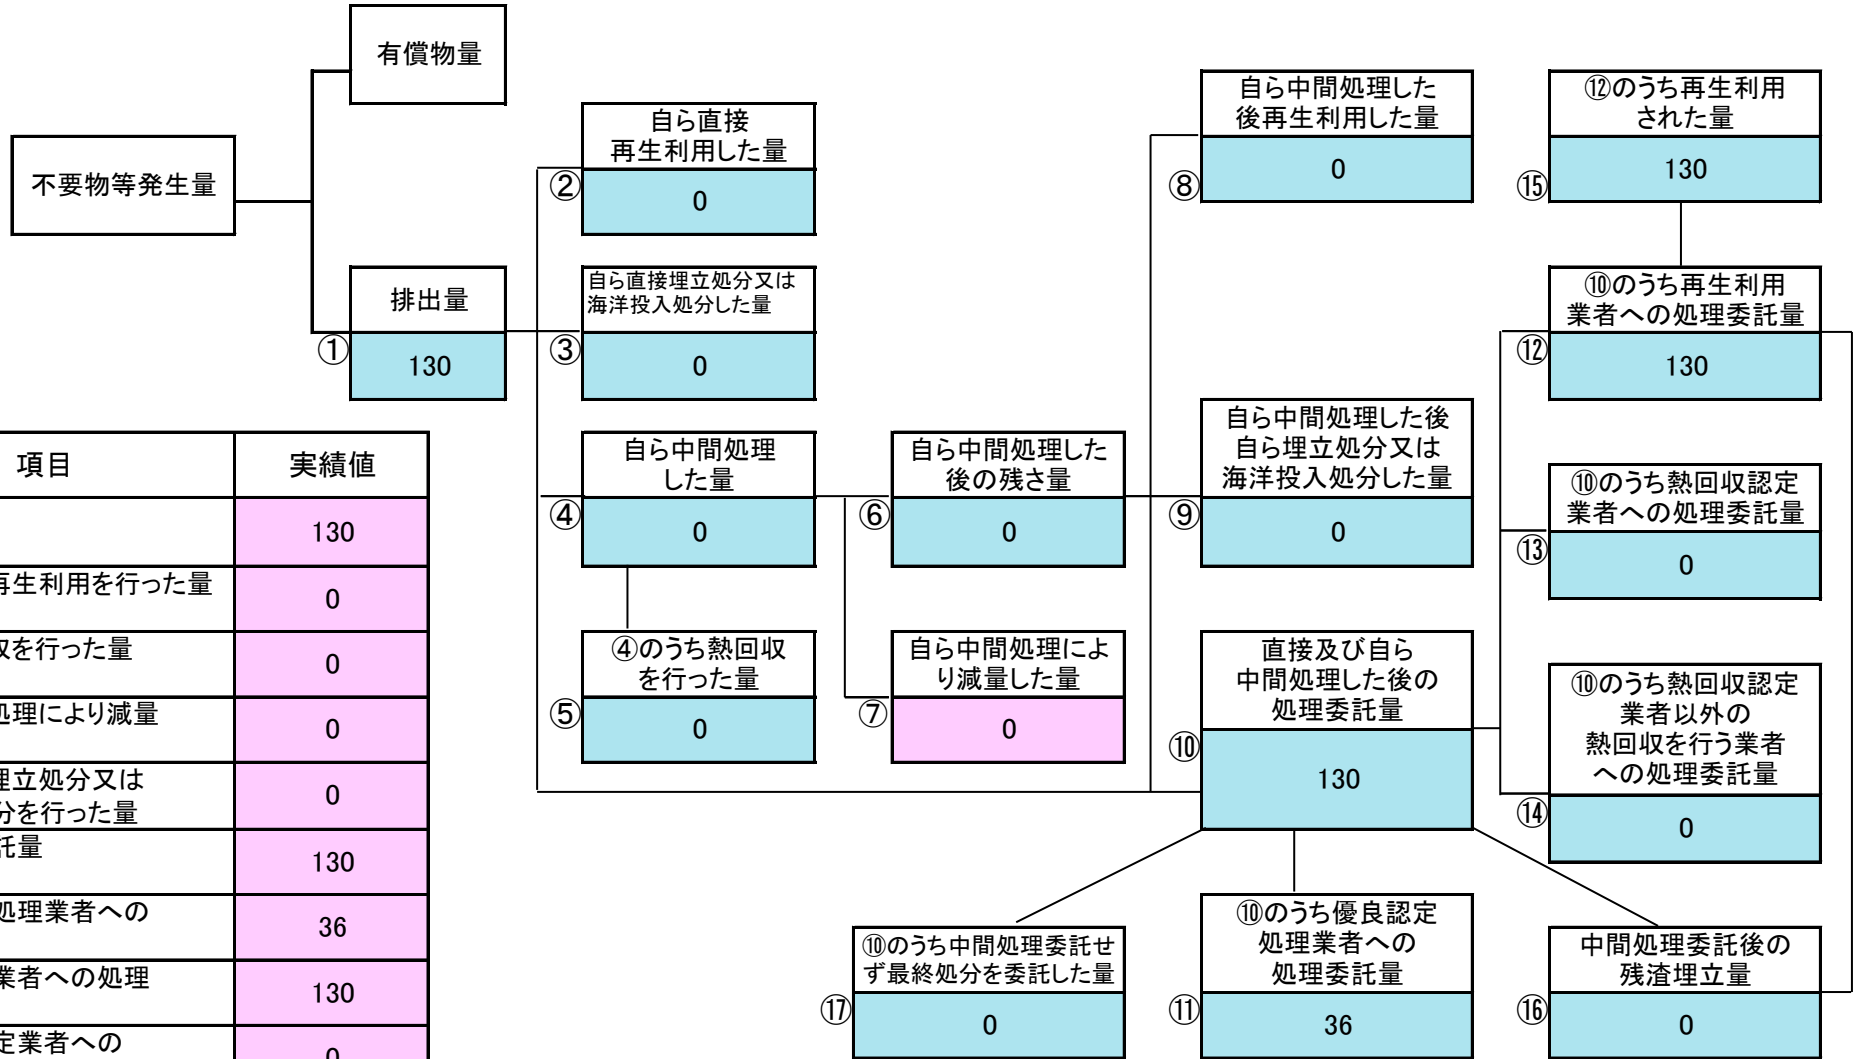 有償物量
不要物等発生量
排出量
①
130
自ら直接
再生利用した量
②
0
自ら直接埋立処分又は
海洋投入処分した量
③
0
自ら中間処理
した量
④
0
④のうち熱回収
を行った量
⑤
0
自ら中間処理した
後の残さ量
⑥
0
自ら中間処理によ
り減量した量
⑦
0
自ら中間処理した
後再生利用した量
⑧
0
自ら中間処理した後
自ら埋立処分又は
海洋投入処分した量
⑨
0
直接及び自ら
中間処理した後の
処理委託量
⑩
130
⑫のうち再生利用
された量
⑮
130
⑩のうち再生利用
業者への処理委託量
⑫
130
⑩のうち熱回収認定
業者への処理委託量
⑬
0
⑩のうち熱回収認定
業者以外の
熱回収を行う業者
への処理委託量
⑭
0
⑩のうち中間処理委託せ
ず最終処分を委託した量
⑰
0
⑩のうち優良認定
処理業者への
処理委託量
⑪
36
中間処理委託後の
残渣埋立量
⑯
0
項目 実績値
130
再生利用を行った量 0
を行った量 0
処理により減量 0
埋立処分又は
分を行った量 0
託量 130
処理業者への 36
業者への処理 130
定業者への 0